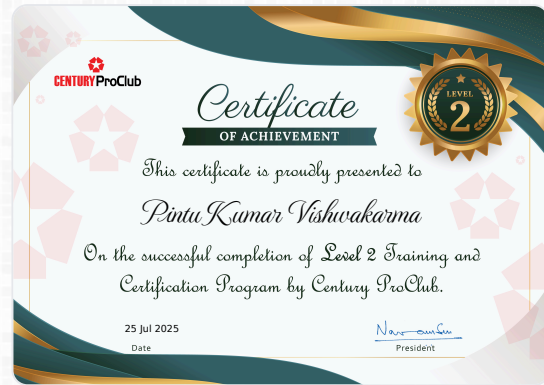 CENTURY ProClub
Certificate
OF ACHIEVEMENT
LEVEL
2
This certificate is proudly presented to
Pintu Kumar Vishwakarma
On the successful completion of Level 2 Training and
Certification Program by Century ProClub.
25 Jul 2025
Date
President